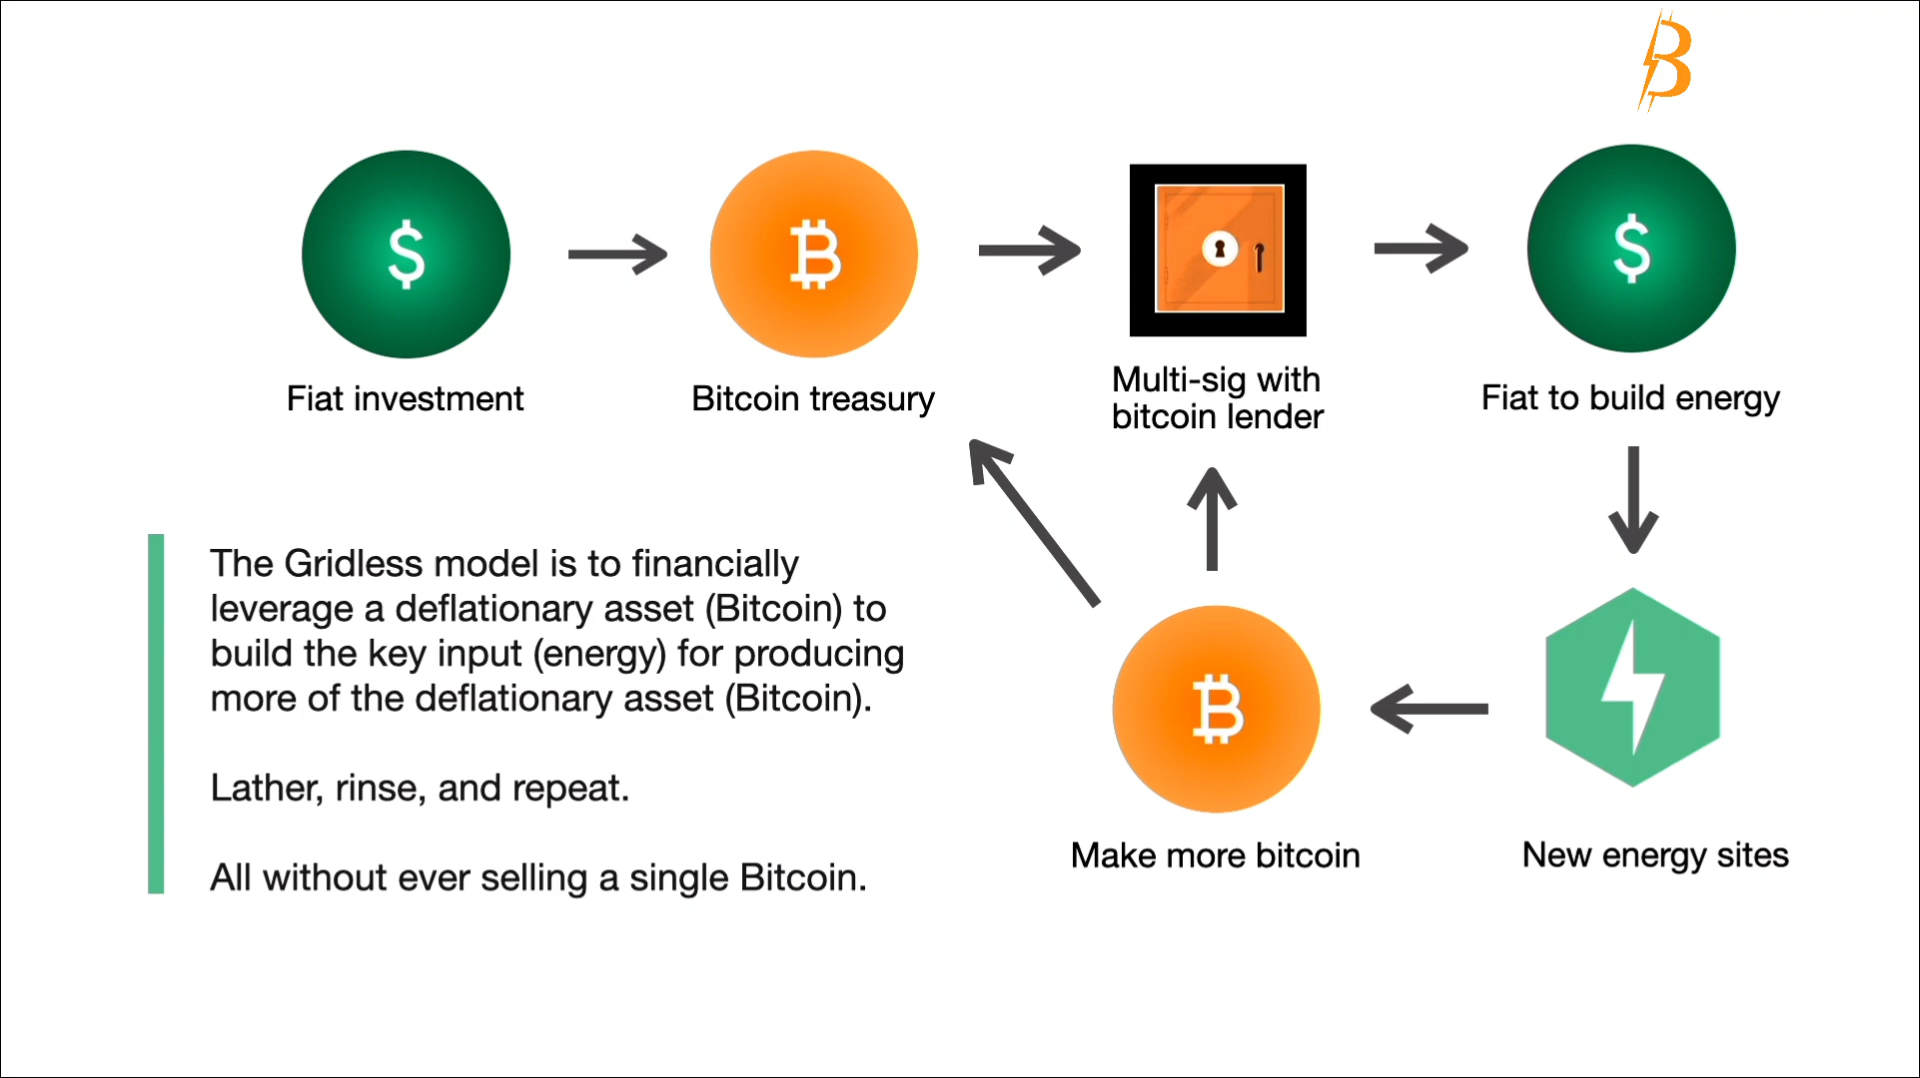 $
₿
$
Fiat investment
Bitcoin treasury
Multi-sig with
bitcoin lender
Fiat to build energy
The Gridless model is to financially
leverage a deflationary asset (Bitcoin) to
build the key input (energy) for producing
more of the deflationary asset (Bitcoin).
Lather, rinse, and repeat.
All without ever selling a single Bitcoin.
₿
Make more bitcoin
New energy sites